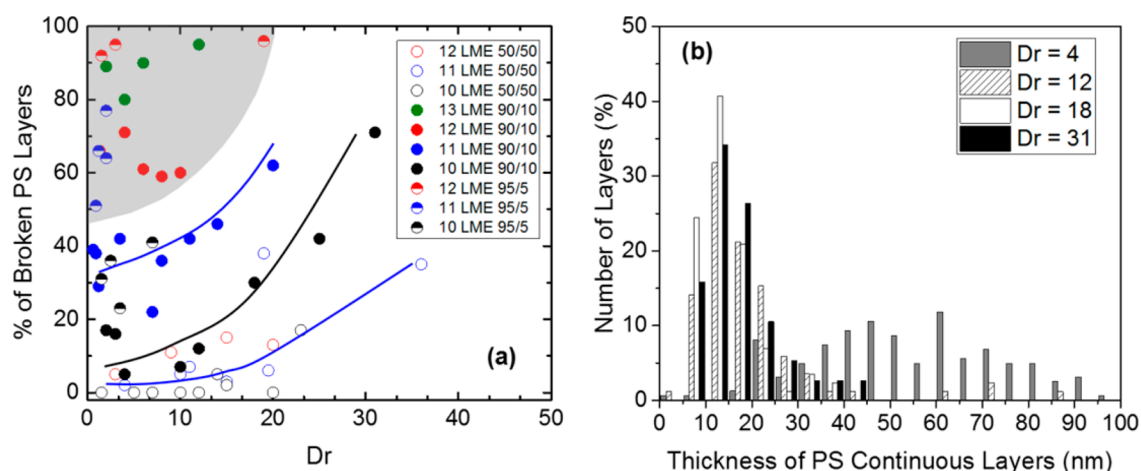 % of Broken PS Layers
100
80
60
40
20
0
12 LME 50/50
11 LME 50/50
10 LME 50/50
13 LME 90/10
12 LME 90/10
11 LME 90/10
10 LME 90/10
12 LME 95/5
11 LME 95/5
10 LME 95/5
(a)
0 10 20 30 40 50
Dr
Number of Layers (%)
50
40
30
20
10
0
(b)
Dr = 4
Dr = 12
Dr = 18
Dr = 31
0 10 20 30 40 50 60 70 80 90 100
Thickness of PS Continuous Layers (nm)